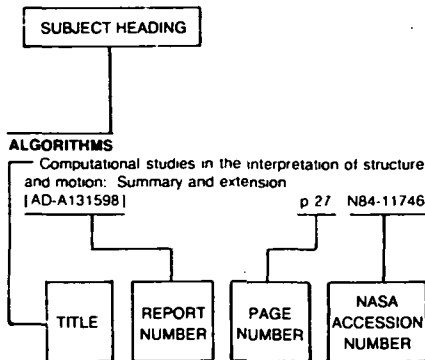 SUBJECT HEADING
ALGORITHMS
Computational studies in the interpretation of structure
and motion: Summary and extension
[AD-A131598] p 27 N84-11746
TITLE
REPORT
NUMBER
PAGE
NUMBER
NASA
ACCESSION
NUMBER